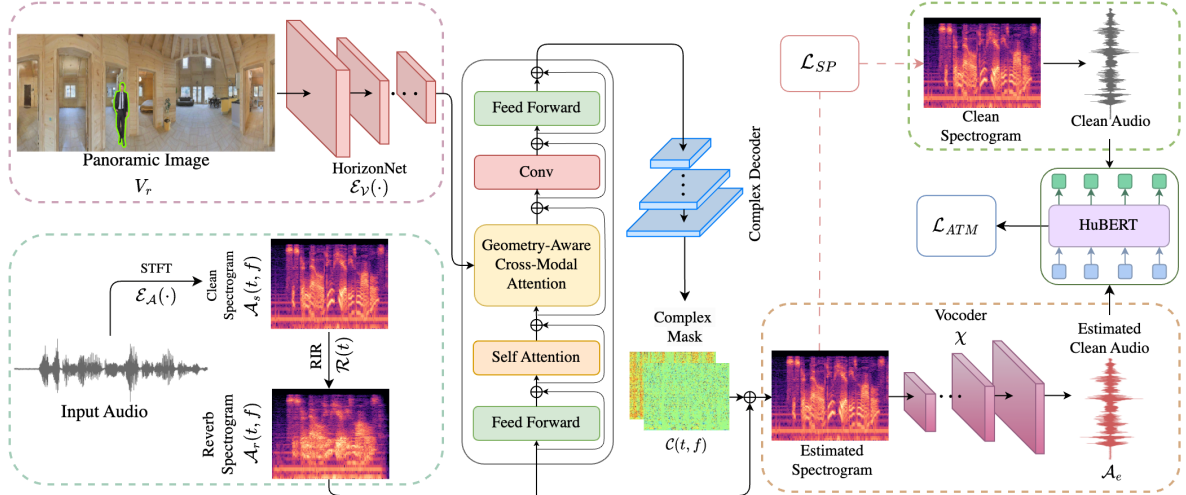 Panoramic Image
V_r
HorizonNet
ℰ_𝒱(·)
STFT
ℰ_𝒜(·)
Clean
Spectrogram
𝒜_s(t, f)
RIR
ℛ(t)
Input Audio
Reverb
Spectrogram
𝒜_r(t, f)
Feed Forward
Conv
Geometry-Aware
Cross-Modal
Attention
Self Attention
Feed Forward
Complex Decoder
Complex
Mask
𝒞(t, f)
ℒ_SP
Clean
Spectrogram
Clean Audio
ℒ_ATM
HuBERT
Estimated
Spectrogram
Vocoder
χ
Estimated
Clean Audio
𝒜_e